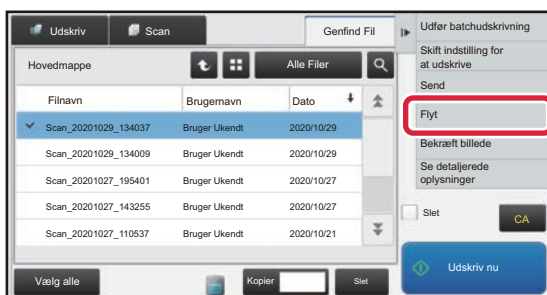 Udskriv
Scan
Genfind Fil
Hovedmappe
Alle Filer
Filnavn
Brugernavn
Dato
Scan_20201029_134037 Bruger Ukendt 2020/10/29
Scan_20201029_134009 Bruger Ukendt 2020/10/29
Scan_20201027_195401 Bruger Ukendt 2020/10/27
Scan_20201027_143255 Bruger Ukendt 2020/10/27
Scan_20201027_110537 Bruger Ukendt 2020/10/21
Vælg alle
Kopier
Slet
Udfør batchudskrivning
Skift indstilling for
at udskrive
Send
Flyt
Bekræft billede
Se detaljerede
oplysninger
Slet
CA
Udskriv nu